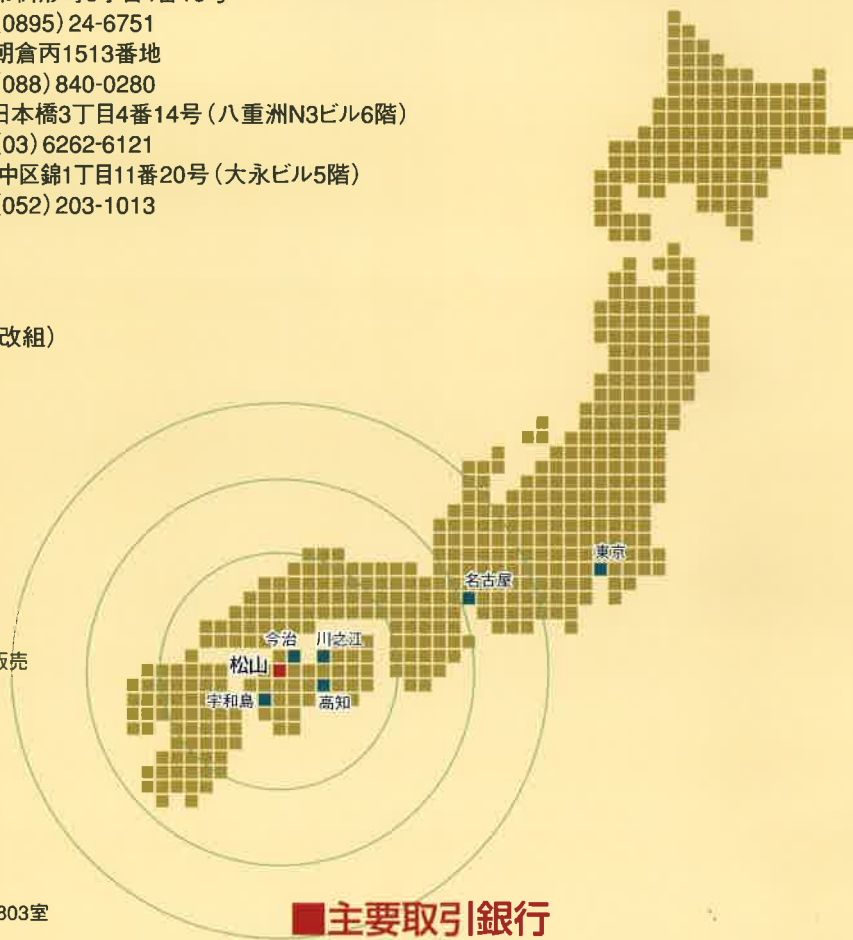 (0895)24-6751
朝倉丙1513番地
(088)840-0280
日本橋3丁目4番14号(八重洲N3ビル6階)
(03)6262-6121
中区錦1丁目11番20号(大永ビル5階)
(052)203-1013
改組)
東京
名古屋
今治 川之江
松山
販売
宇和島 高知
803室
■主要取引銀行